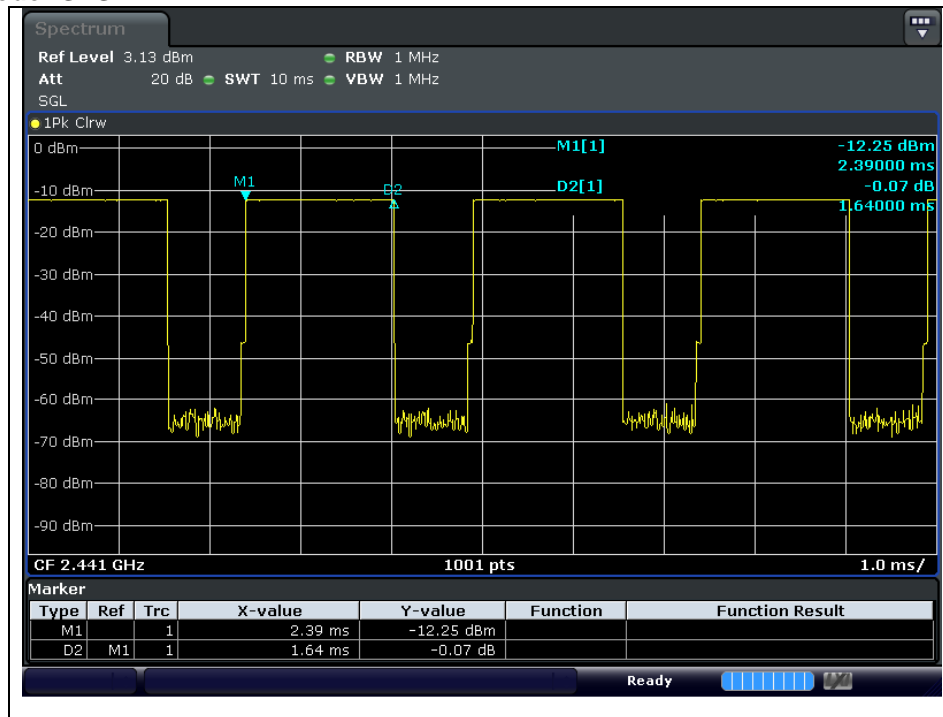 Spectrum
Ref Level 3.13 dBm RBW 1 MHz
Att 20 dB SWT 10 ms VBW 1 MHz
SGL
1Pk Clrw
0 dBm
M1[1] -12.25 dBm
2.39000 ms
M1
D2
-10 dBm
D2[1] -0.07 dB
1.64000 ms
-20 dBm
-30 dBm
-40 dBm
-50 dBm
-60 dBm
-70 dBm
-80 dBm
-90 dBm
CF 2.441 GHz 1001 pts 1.0 ms/
Marker
Type Ref Trc X-value Y-value Function Function Result
M1 1 2.39 ms -12.25 dBm
D2 M1 1 1.64 ms -0.07 dB
Ready